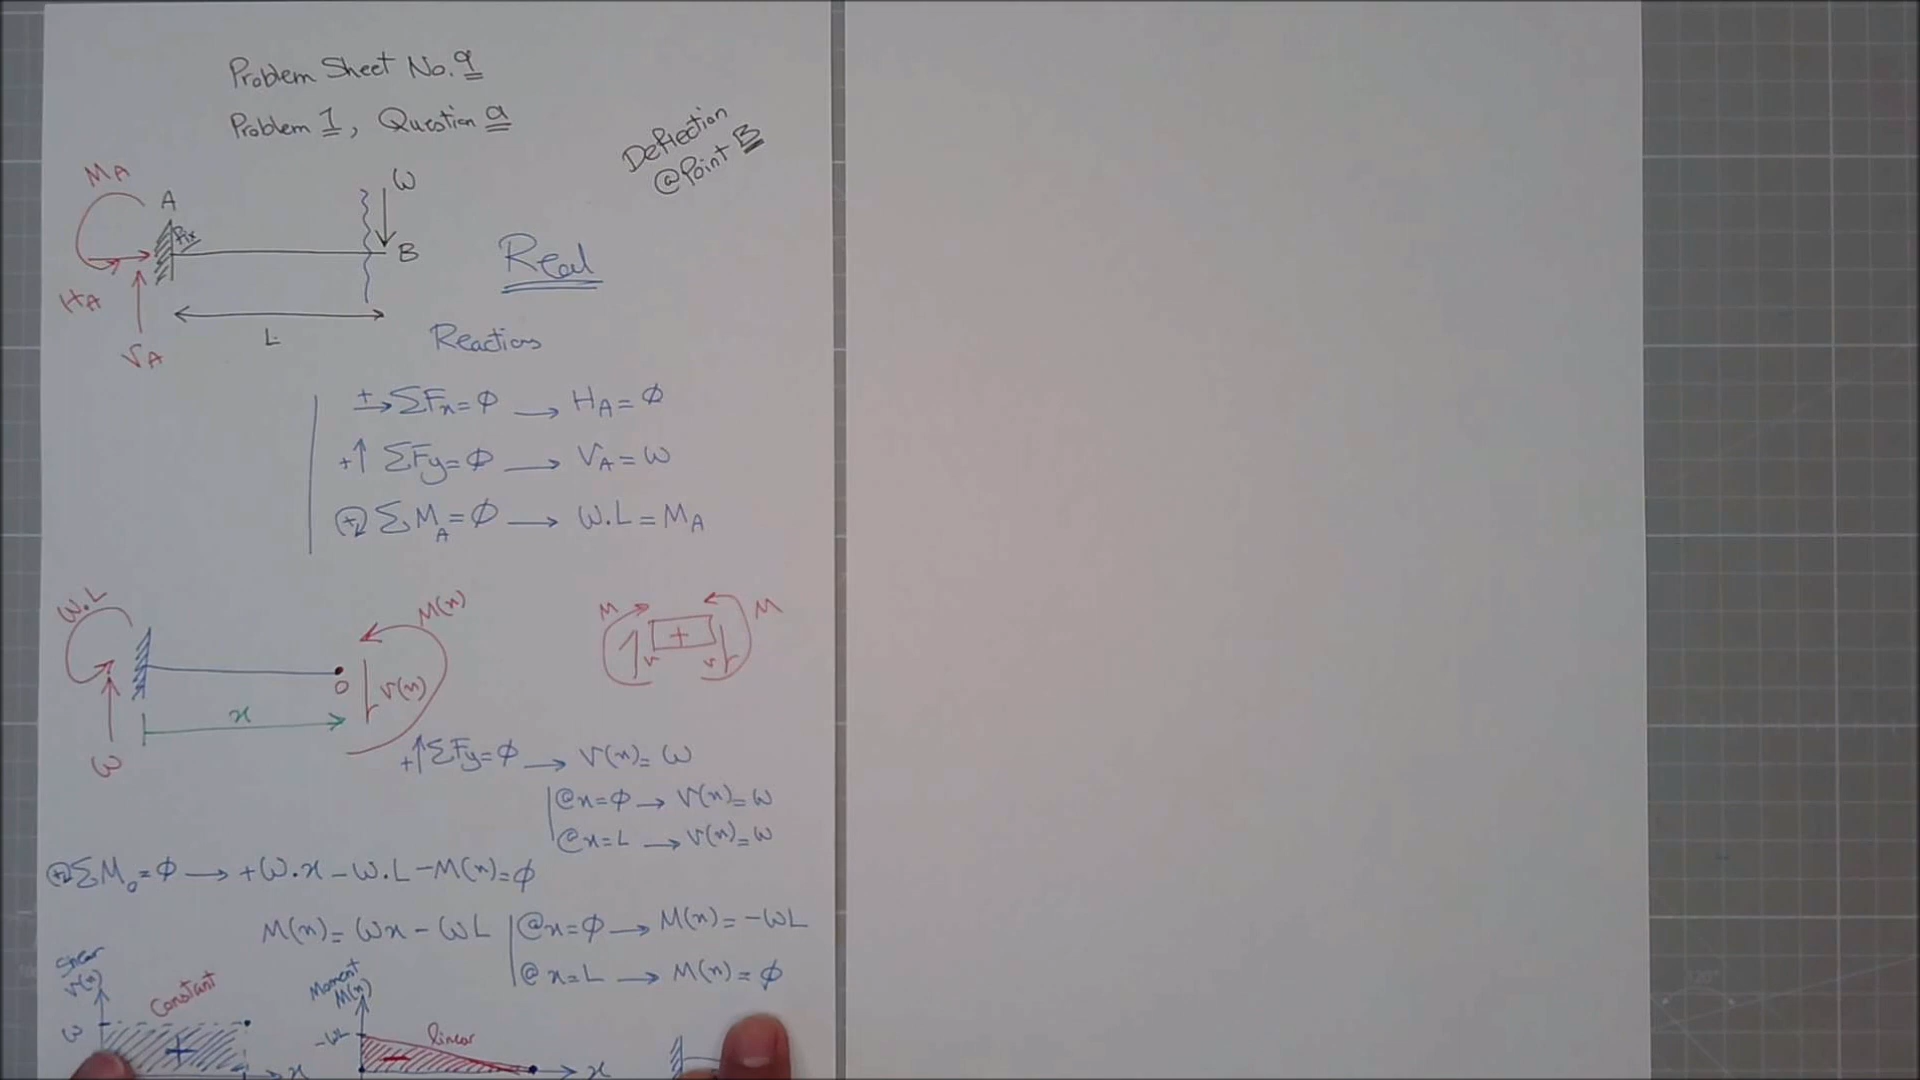 Problem Sheet No. 9
Problem 1, Question a
Deflection
@Point B
MA
A
Fix
ω
B
HA
VA
L
Real
Reactions
+→ ΣFx=Φ → HA=Φ
+↑ ΣFy=Φ → VA=ω
+ ΣMA=Φ → ω.L=MA
ω.L
M(x)
M + M
V V
O
V(x)
x
ω
+↑ΣFy=Φ → V(x)=ω
@x=Φ → V(x)=ω
@x=L → V(x)=ω
+ ΣMo=Φ → +ω.x-ω.L-M(x)=Φ
M(x)=ωx-ωL
@x=Φ → M(x)=-ωL
@x=L → M(x)=Φ
Shear
V(x)
Constant
ω
+
x
Moment
M(x)
-ωL
linear
-
x